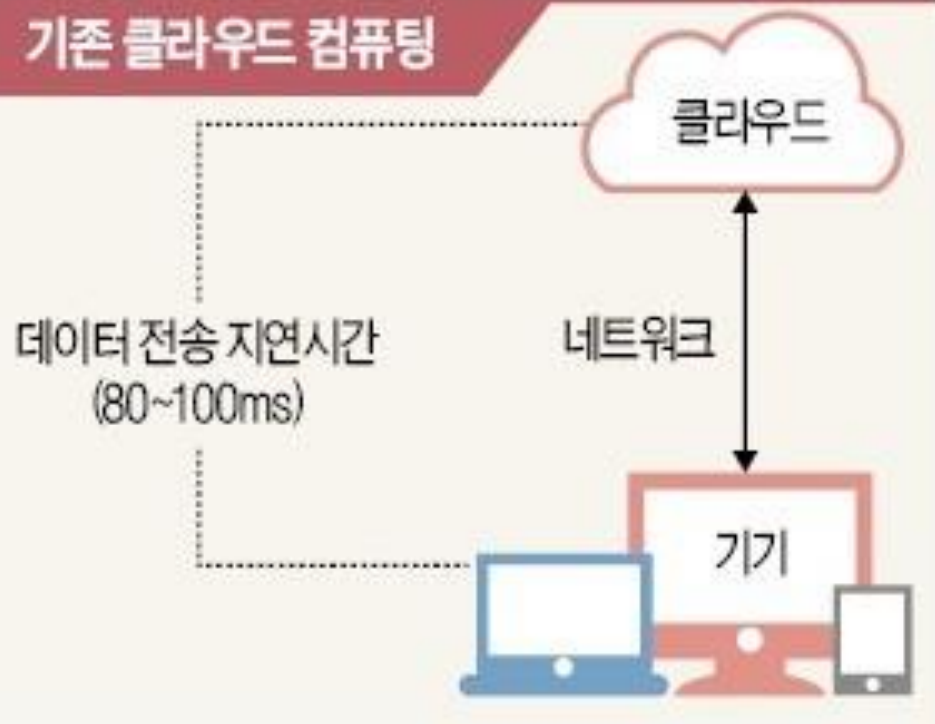 기존 클라우드 컴퓨팅
클라우드
데이터 전송 지연시간
(80~100ms)
네트워크
기기